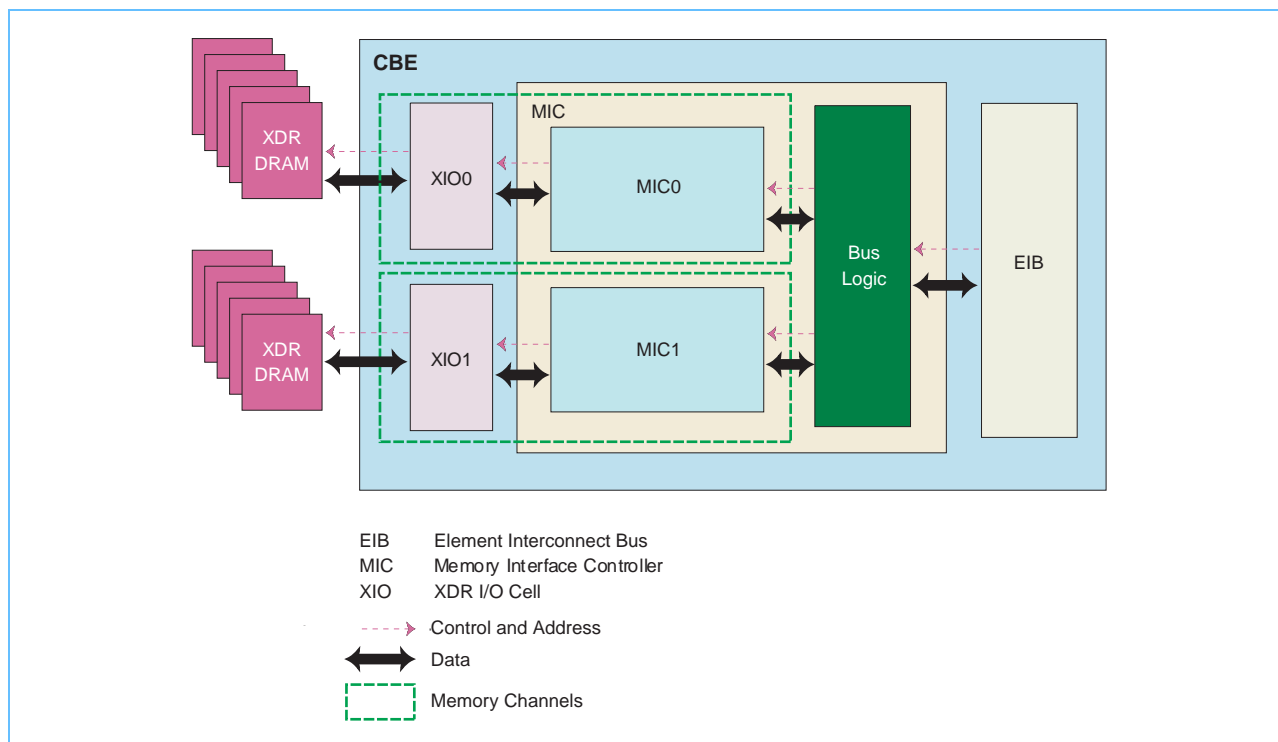 CBE
MIC
XDR
DRAM
XIO0
MIC0
Bus
Logic
EIB
XDR
DRAM
XIO1
MIC1
EIB Element Interconnect Bus
MIC Memory Interface Controller
XIO XDR I/O Cell
Control and Address
Data
Memory Channels